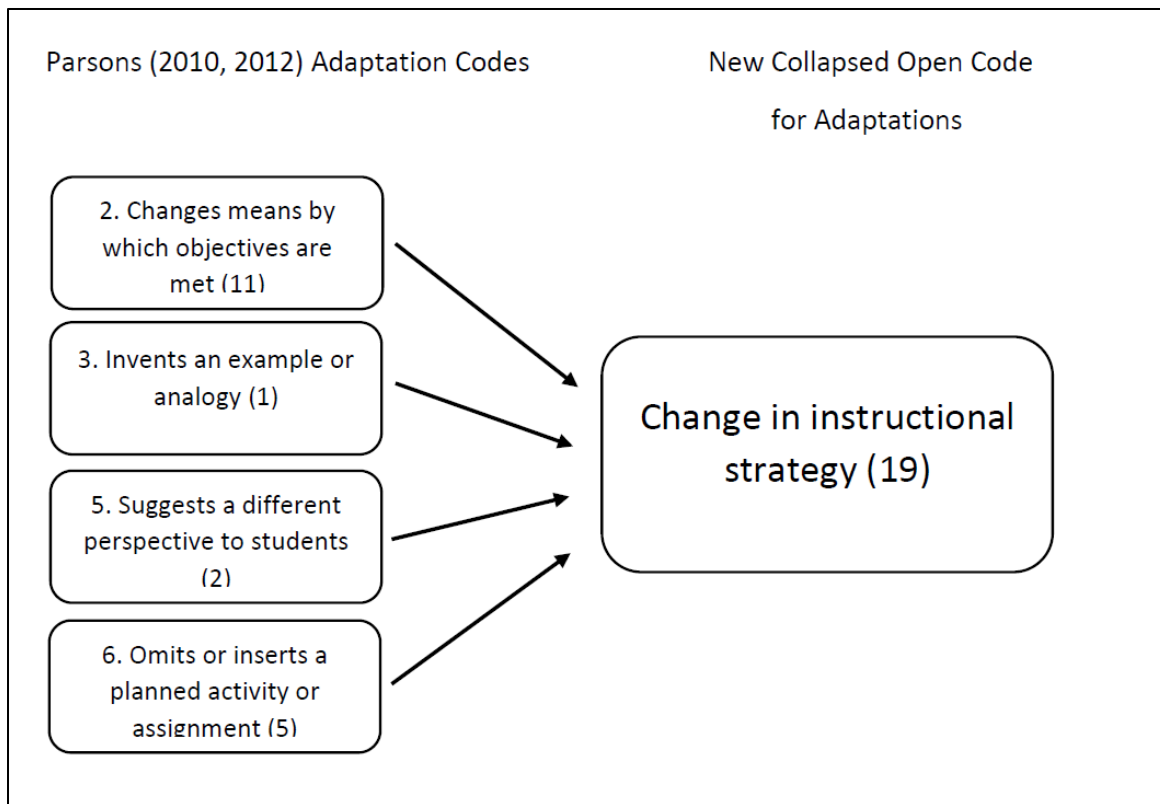 Parsons (2010, 2012) Adaptation Codes
New Collapsed Open Code
for Adaptations
2. Changes means by
which objectives are
met (11)
3. Invents an example or
analogy (1)
5. Suggests a different
perspective to students
(2)
6. Omits or inserts a
planned activity or
assignment (5)
Change in instructional
strategy (19)